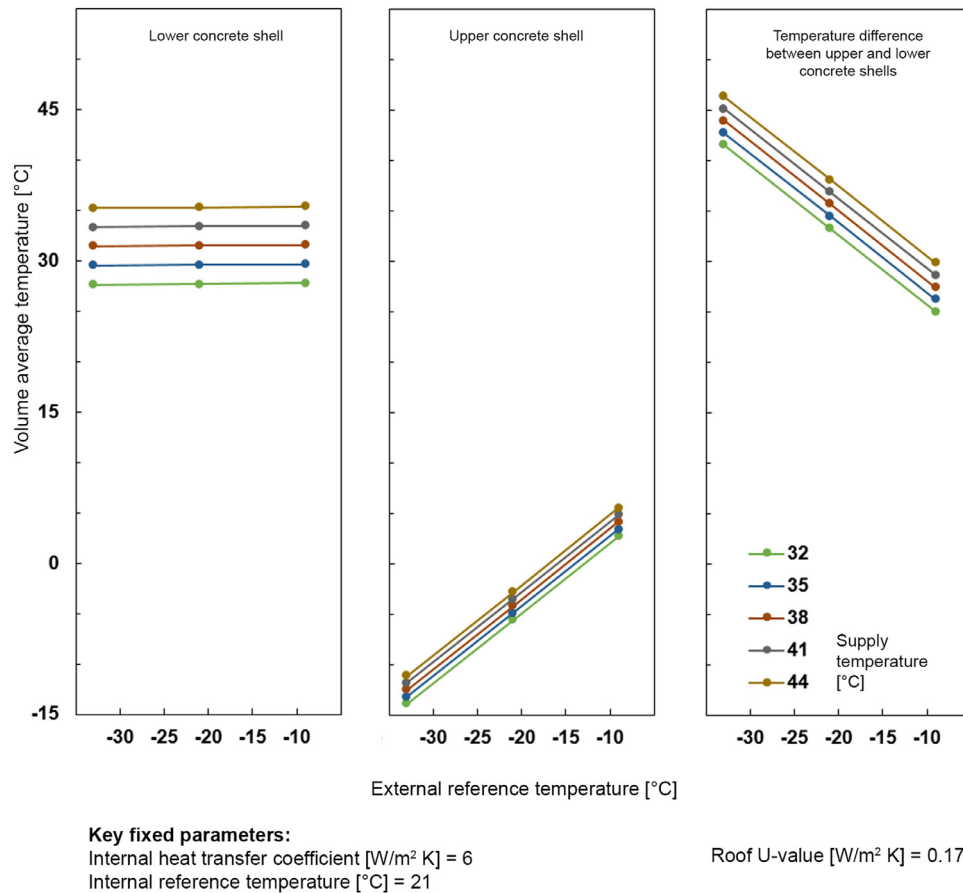 Lower concrete shell
Upper concrete shell
Temperature difference
between upper and lower
concrete shells
Volume average temperature [°C]
45
30
15
0
-15
32
35
38
41
44
Supply
temperature
[°C]
-30 -25 -20 -15 -10
-30 -25 -20 -15 -10
-30 -25 -20 -15 -10
External reference temperature [°C]
Key fixed parameters:
Internal heat transfer coefficient [W/m² K] = 6
Internal reference temperature [°C] = 21
Roof U-value [W/m² K] = 0.17